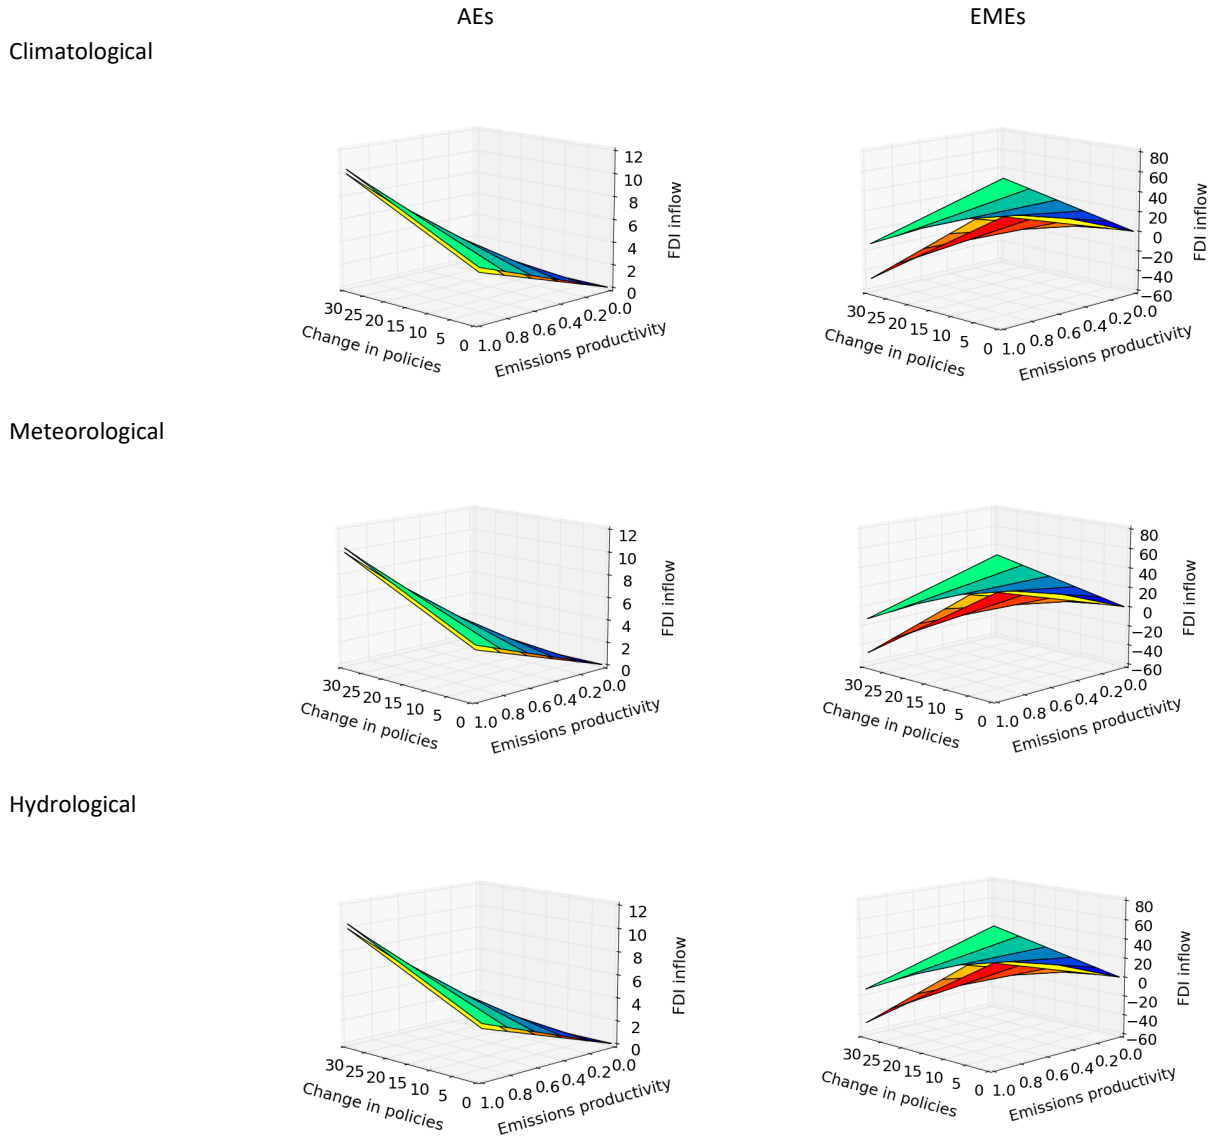 AEs EMEs
Climatological
12
10
8
6
4
2
0
FDI inflow
30 25 20 15 10 5 0
Change in policies
1.0 0.8 0.6 0.4 0.2 0.0
Emissions productivity
80
60
40
20
0
−20
−40
−60
FDI inflow
30 25 20 15 10 5 0
Change in policies
1.0 0.8 0.6 0.4 0.2 0.0
Emissions productivity
Meteorological
12
10
8
6
4
2
0
FDI inflow
30 25 20 15 10 5 0
Change in policies
1.0 0.8 0.6 0.4 0.2 0.0
Emissions productivity
80
60
40
20
0
−20
−40
−60
FDI inflow
30 25 20 15 10 5 0
Change in policies
1.0 0.8 0.6 0.4 0.2 0.0
Emissions productivity
Hydrological
12
10
8
6
4
2
0
FDI inflow
30 25 20 15 10 5 0
Change in policies
1.0 0.8 0.6 0.4 0.2 0.0
Emissions productivity
80
60
40
20
0
−20
−40
−60
FDI inflow
30 25 20 15 10 5 0
Change in policies
1.0 0.8 0.6 0.4 0.2 0.0
Emissions productivity